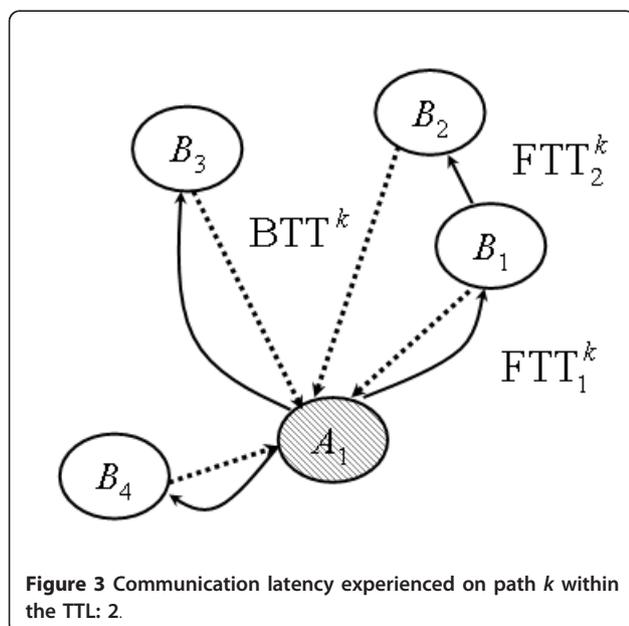 B₂
B₃
FTT₂ᵏ
BTTᵏ
B₁
FTT₁ᵏ
A₁
B₄
Figure 3 Communication latency experienced on path k within
the TTL: 2.